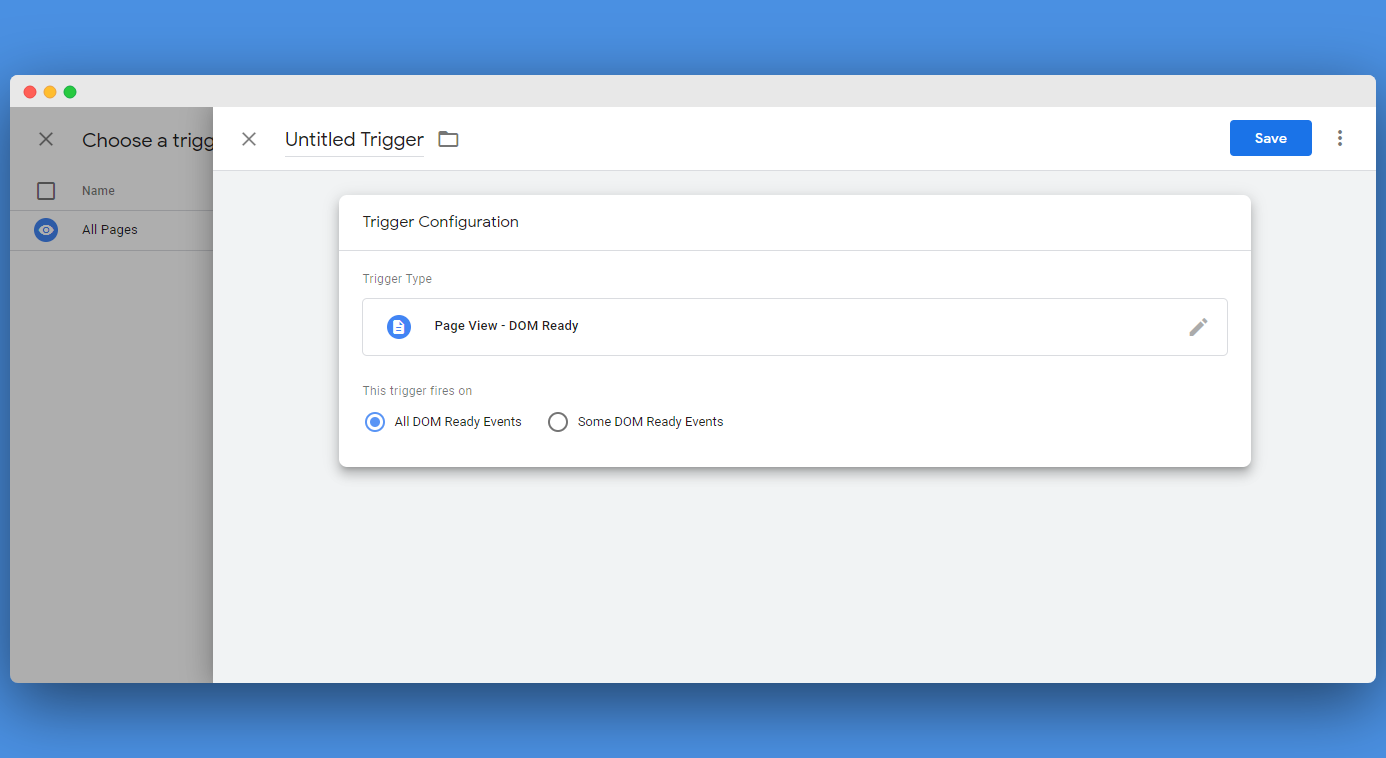 Choose a trigg
Untitled Trigger
Save
Name
All Pages
Trigger Configuration
Trigger Type
Page View - DOM Ready
This trigger fires on
All DOM Ready Events
Some DOM Ready Events